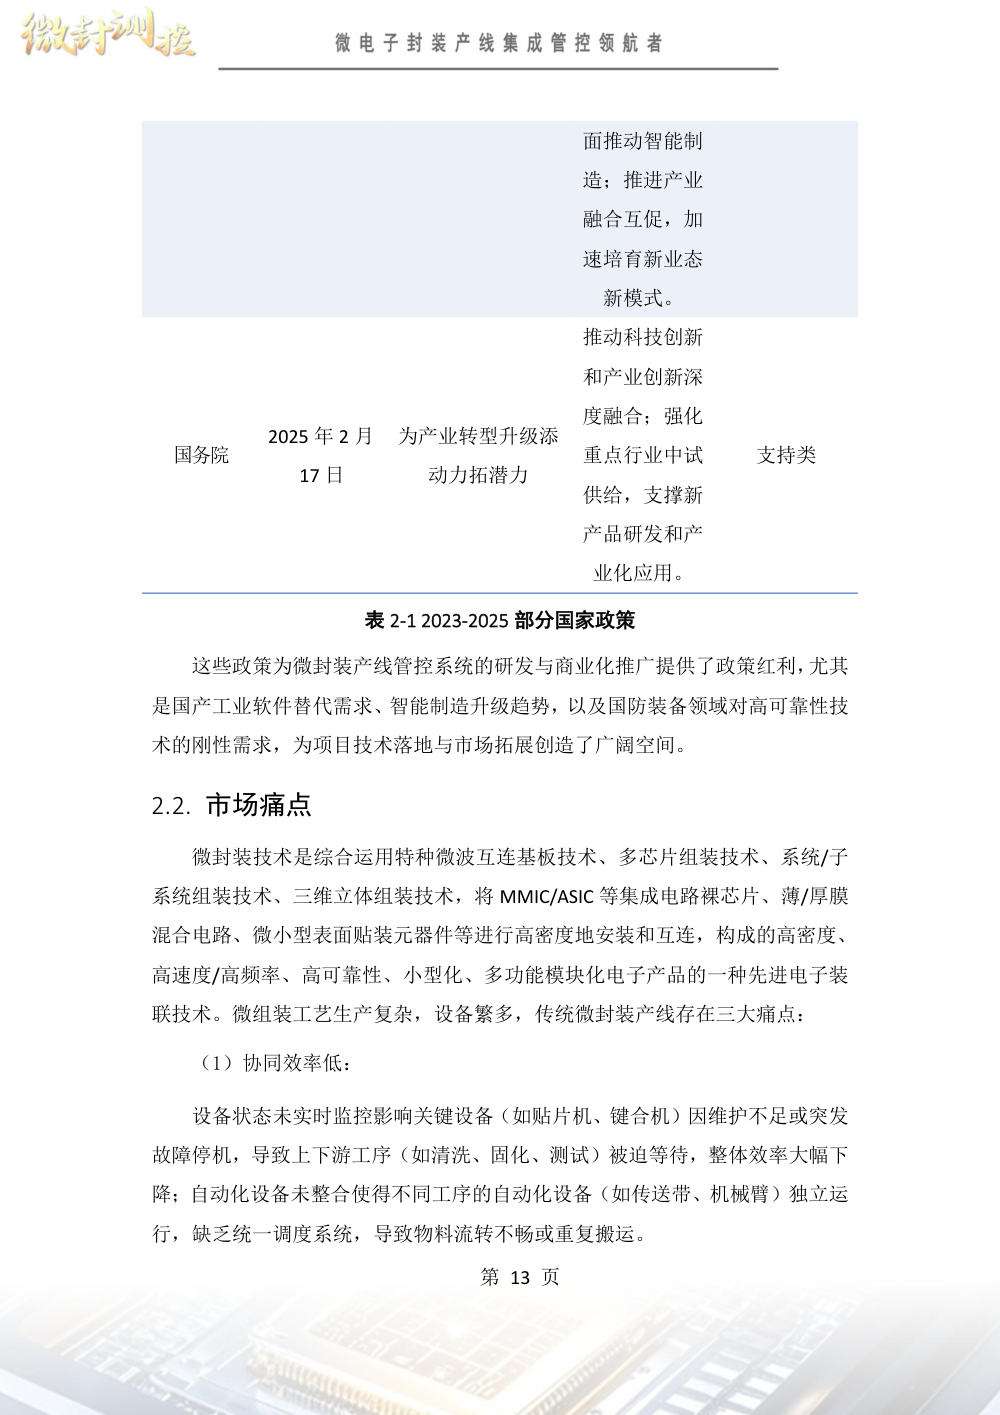 微封测控
微电子封装产线集成管控领航者
面推动智能制
造；推进产业
融合互促，加
速培育新业态
新模式。
国务院
2025 年 2 月
17 日
为产业转型升级添
动力拓潜力
推动科技创新
和产业创新深
度融合；强化
重点行业中试
供给，支撑新
产品研发和产
业化应用。
支持类
表 2-1 2023-2025 部分国家政策
这些政策为微封装产线管控系统的研发与商业化推广提供了政策红利，尤其
是国产工业软件替代需求、智能制造升级趋势，以及国防装备领域对高可靠性技
术的刚性需求，为项目技术落地与市场拓展创造了广阔空间。
2.2. 市场痛点
微封装技术是综合运用特种微波互连基板技术、多芯片组装技术、系统/子
系统组装技术、三维立体组装技术，将 MMIC/ASIC 等集成电路裸芯片、薄/厚膜
混合电路、微小型表面贴装元器件等进行高密度地安装和互连，构成的高密度、
高速度/高频率、高可靠性、小型化、多功能模块化电子产品的一种先进电子装
联技术。微组装工艺生产复杂，设备繁多，传统微封装产线存在三大痛点：
（1）协同效率低：
设备状态未实时监控影响关键设备（如贴片机、键合机）因维护不足或突发
故障停机，导致上下游工序（如清洗、固化、测试）被迫等待，整体效率大幅下
降；自动化设备未整合使得不同工序的自动化设备（如传送带、机械臂）独立运
行，缺乏统一调度系统，导致物料流转不畅或重复搬运。
第 13 页